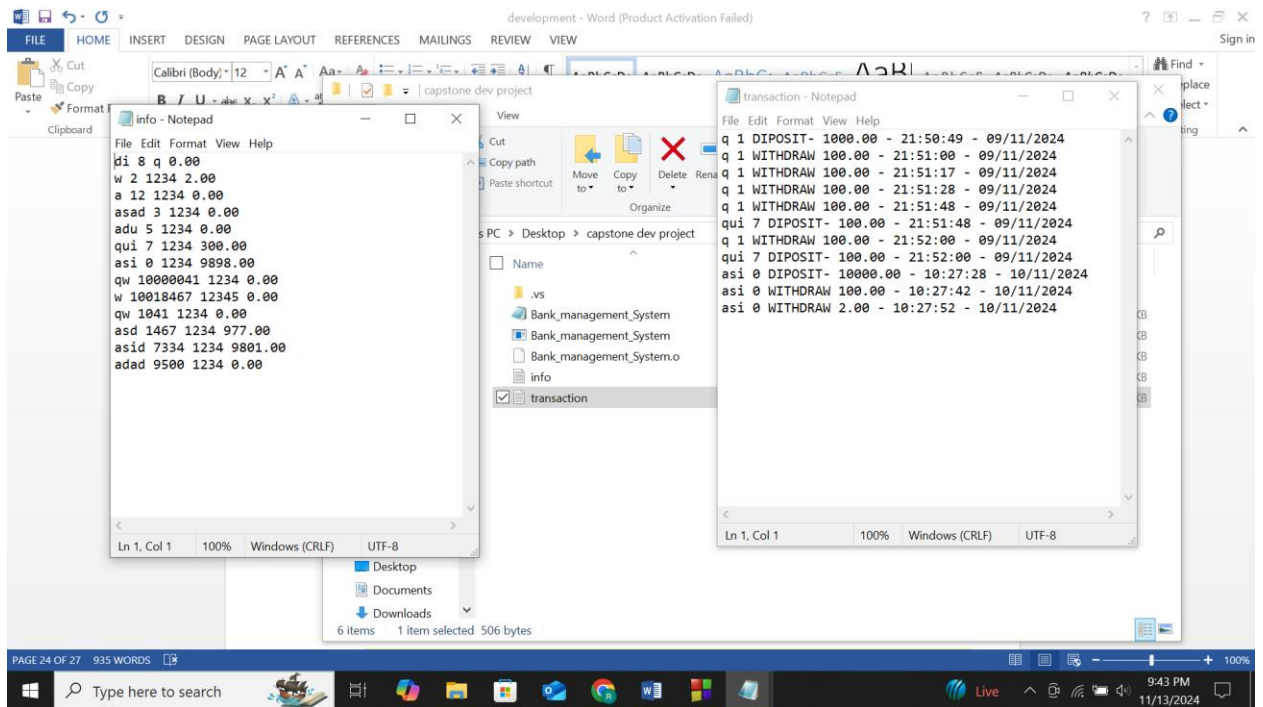 development - Word (Product Activation Failed)
FILE HOME INSERT DESIGN PAGE LAYOUT REFERENCES MAILINGS REVIEW VIEW Sign in
Paste
Cut
Copy
Format
Clipboard
Calibri (Body) 12
Find
Replace
capstone dev project
View
Cut
Copy path
Paste shortcut
Move to
Copy to
Delete
Organize
PC > Desktop > capstone dev project
Name
.vs
Bank_management_System
Bank_management_System
Bank_management_System.o
info
transaction
Desktop
Documents
Downloads
6 items 1 item selected 506 bytes
info - Notepad
File Edit Format View Help
di 8 q 0.00
w 2 1234 2.00
a 12 1234 0.00
asad 3 1234 0.00
adu 5 1234 0.00
qui 7 1234 300.00
asi 0 1234 9898.00
qw 10000041 1234 0.00
w 10018467 12345 0.00
qw 1041 1234 0.00
asd 1467 1234 977.00
asid 7334 1234 9801.00
adad 9500 1234 0.00
Ln 1, Col 1 100% Windows (CRLF) UTF-8
transaction - Notepad
File Edit Format View Help
q 1 DIPOSIT- 1000.00 - 21:50:49 - 09/11/2024
q 1 WITHDRAW 100.00 - 21:51:00 - 09/11/2024
q 1 WITHDRAW 100.00 - 21:51:17 - 09/11/2024
q 1 WITHDRAW 100.00 - 21:51:28 - 09/11/2024
q 1 WITHDRAW 100.00 - 21:51:48 - 09/11/2024
qui 7 DIPOSIT- 100.00 - 21:51:48 - 09/11/2024
q 1 WITHDRAW 100.00 - 21:52:00 - 09/11/2024
qui 7 DIPOSIT- 100.00 - 21:52:00 - 09/11/2024
asi 0 DIPOSIT- 10000.00 - 10:27:28 - 10/11/2024
asi 0 WITHDRAW 100.00 - 10:27:42 - 10/11/2024
asi 0 WITHDRAW 2.00 - 10:27:52 - 10/11/2024
Ln 1, Col 1 100% Windows (CRLF) UTF-8
PAGE 24 OF 27 935 WORDS 100%
Type here to search Live 9:43 PM
11/13/2024